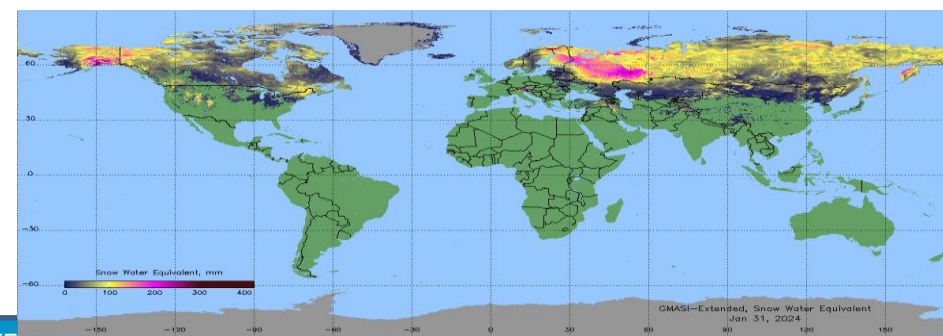 60
30
0
−30
−60
Snow Water Equivalent, mm
0 100 200 300 400
GMASI−Extended, Snow Water Equivalent
Jan 31, 2024
−150 −120 −90 −60 −30 0 30 60 90 120 150